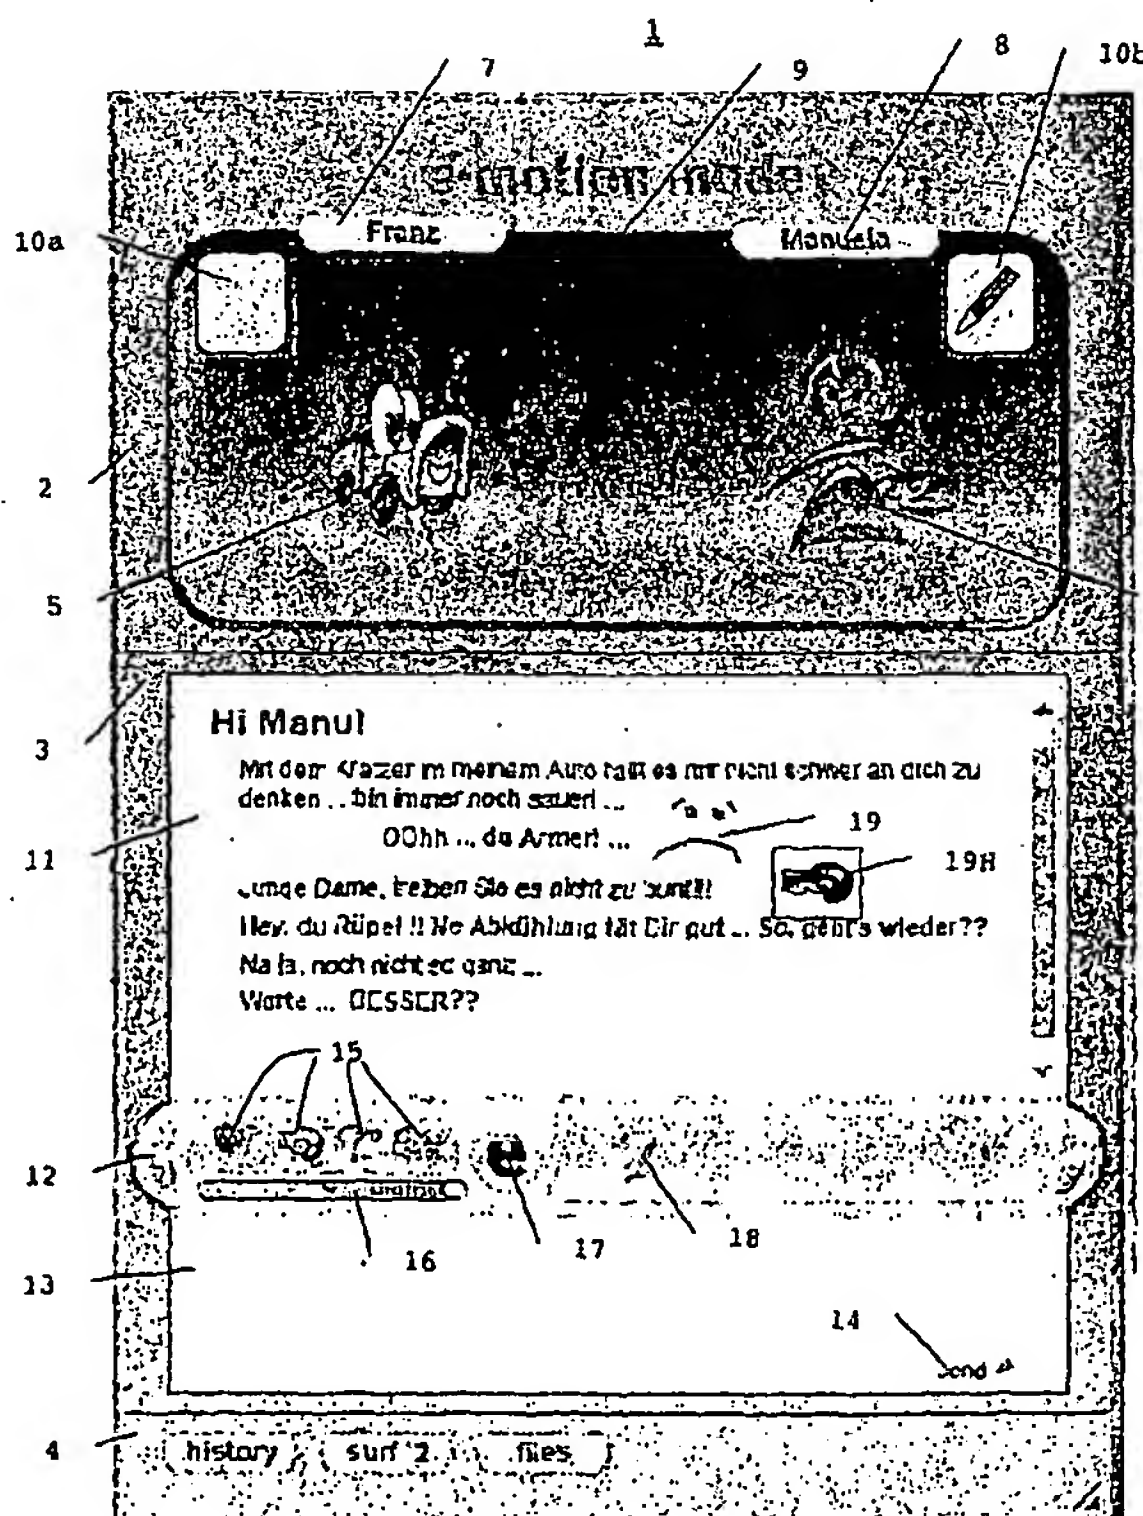 1
7
9
8
10b
e-motion mode
10a
Franz
Manuela
2
5
3
Hi Manu!
Mit dem Kratzer in meinem Auto fällt es mir nicht schwer an dich zu
denken ... bin immer noch sauer! ...
OOhh ... du Armer! ...
19
19H
11
Junge Dame, treiben Sie es nicht zu bunt!!!
Hey, du Rüpel !! Ne Abkühlung tät Dir gut ... So, geht's wieder??
Na ja, noch nicht so ganz ...
Warte ... BESSER??
15
12
16
17
18
13
14
send
4
history
surf 2
files